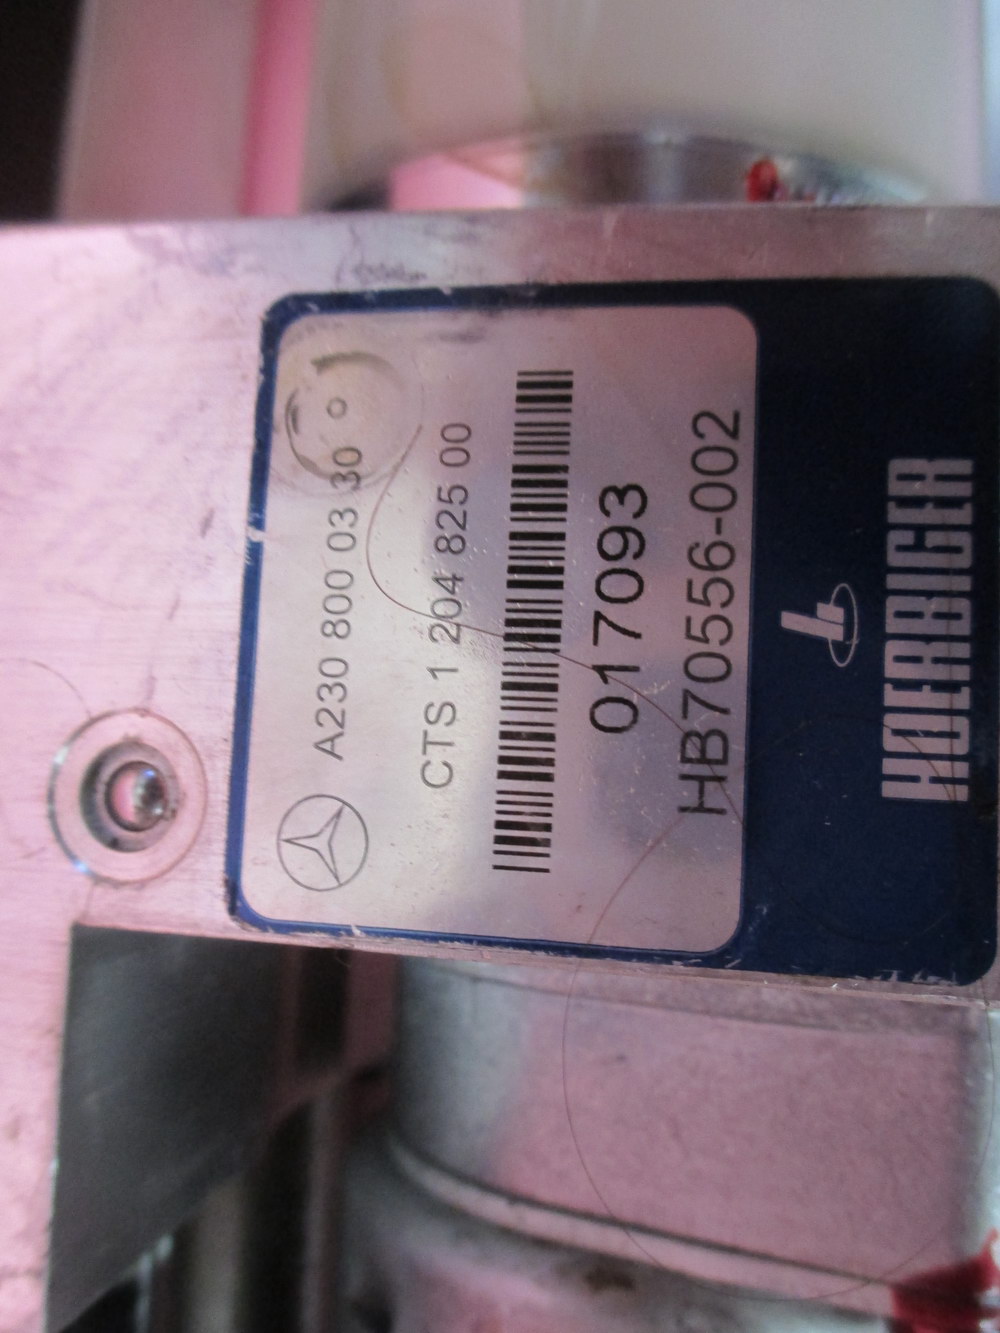 A230 800 03 30
CTS 1 204 825 00
017093
HB70556-002
HOERBIGER